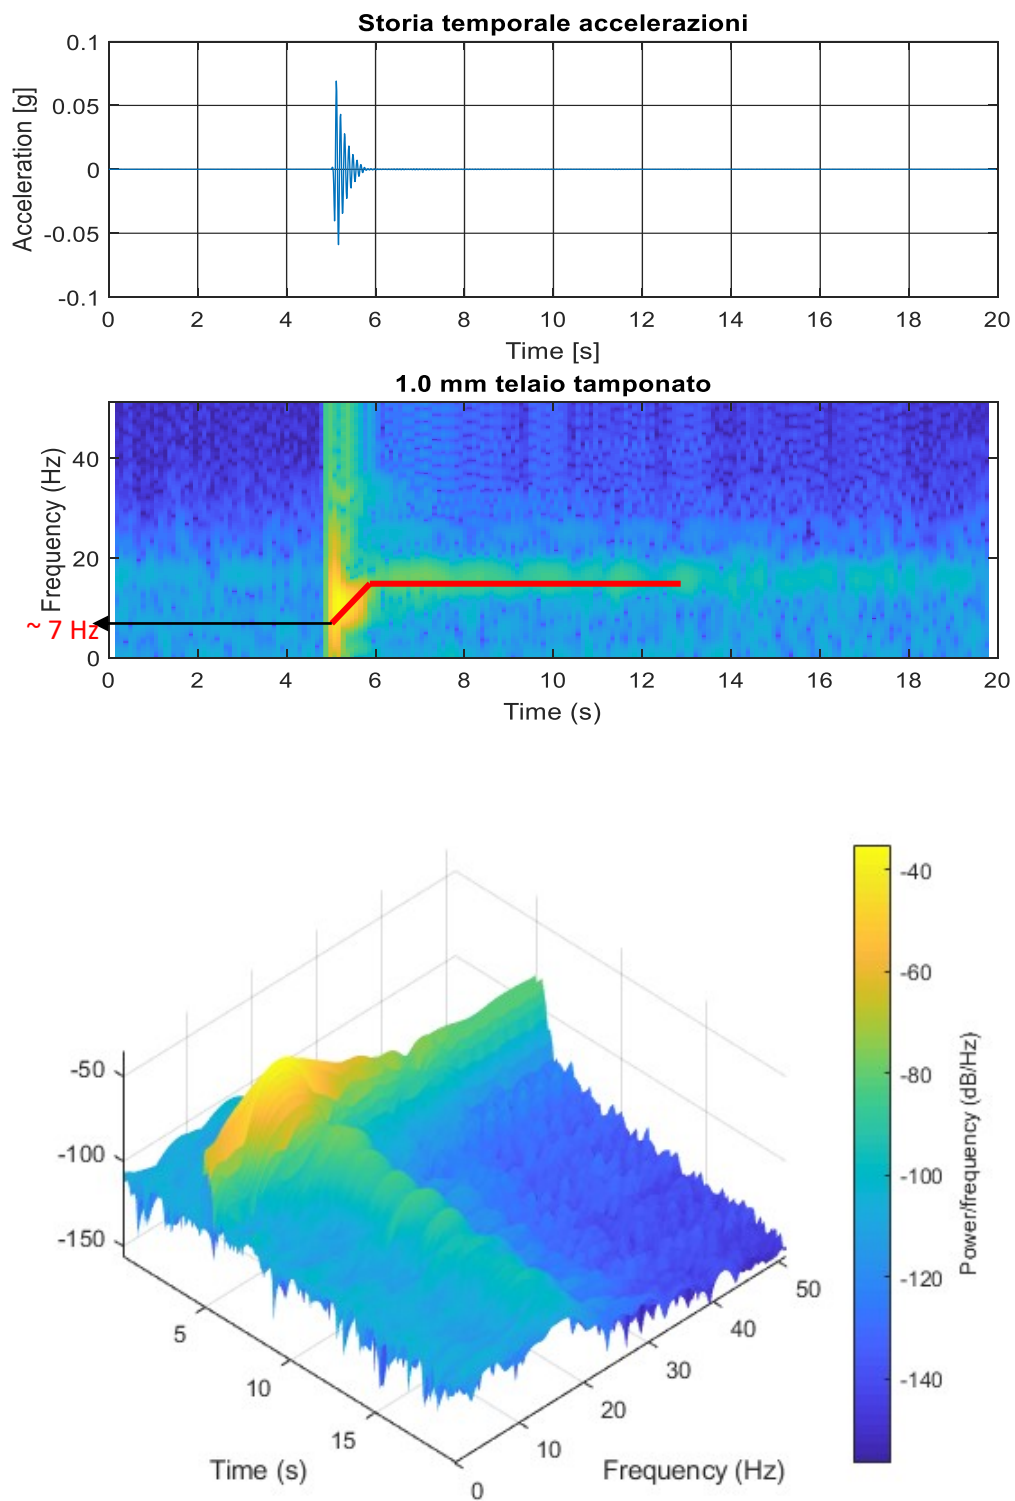 Storia temporale accelerazioni
0.1
0.05
0
-0.05
-0.1
Acceleration [g]
0 2 4 6 8 10 12 14 16 18 20
Time [s]
1.0 mm telaio tamponato
40
20
0
Frequency (Hz)
~ 7 Hz
0 2 4 6 8 10 12 14 16 18 20
Time (s)
-50
-100
-150
5
10
15
Time (s)
0
10
20
30
40
50
Frequency (Hz)
-40
-60
-80
-100
-120
-140
Power/frequency (dB/Hz)